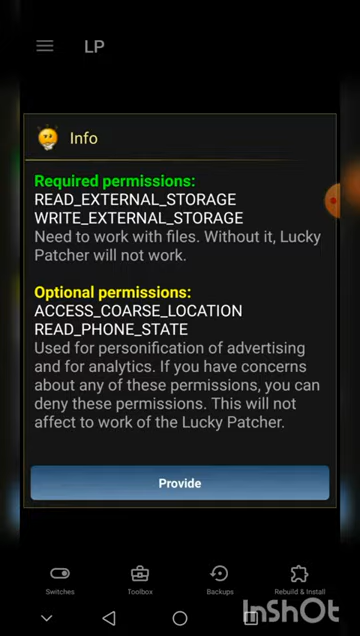 LP
Info
Required permissions:
READ_EXTERNAL_STORAGE
WRITE_EXTERNAL_STORAGE
Need to work with files. Without it, Lucky
Patcher will not work.
Optional permissions:
ACCESS_COARSE_LOCATION
READ_PHONE_STATE
Used for personification of advertising
and for analytics. If you have concerns
about any of these permissions, you can
deny these permissions. This will not
affect to work of the Lucky Patcher.
Provide
Switches Toolbox Backups Rebuild & Install
InShOt